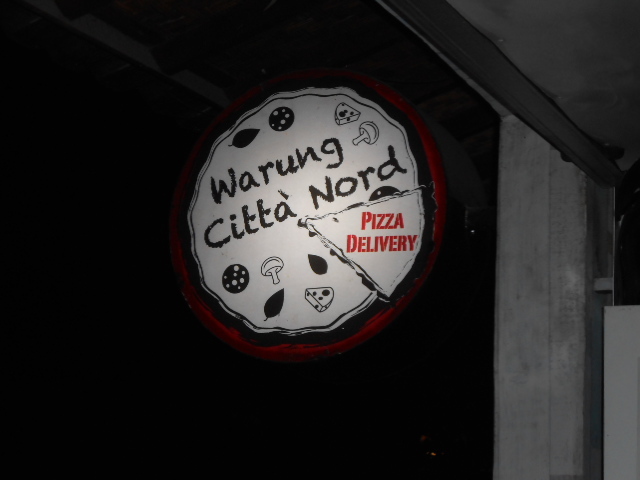 Warung
Città Nord
PIZZA
DELIVERY